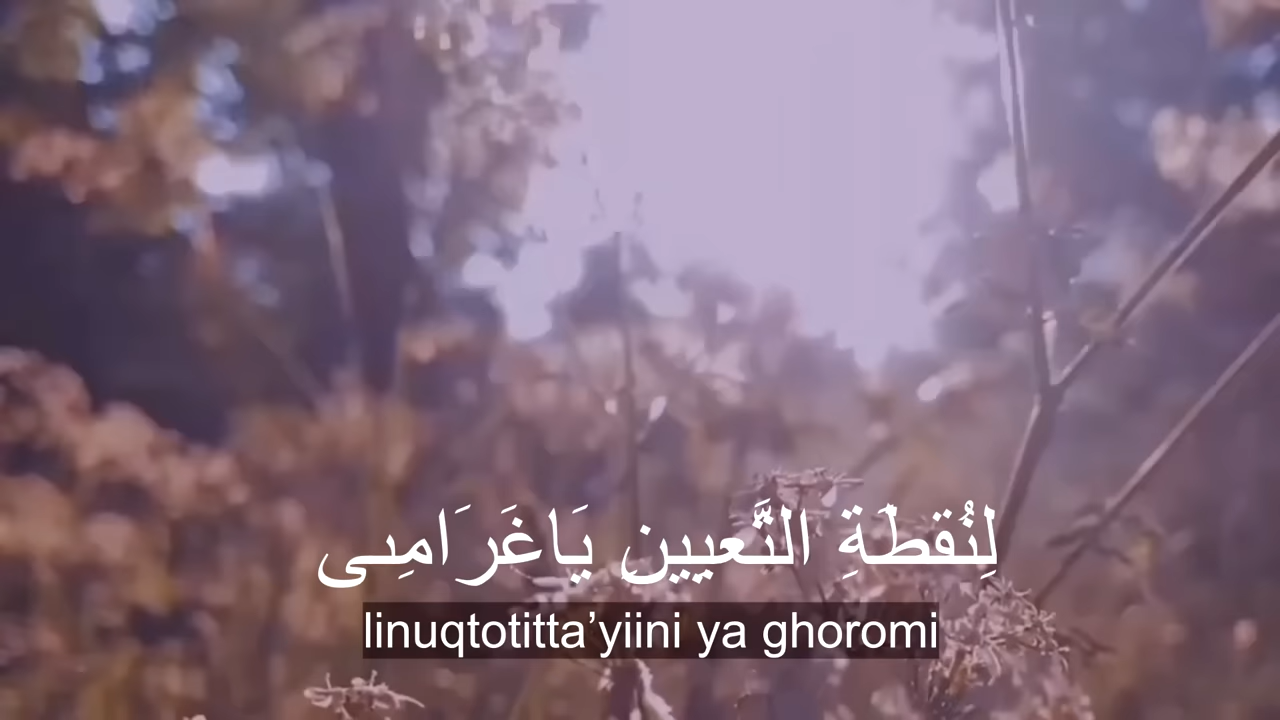 لِنُقطَةِ التَّعيين يَاغَرَامِى
linuqtotitta’yiini ya ghoromi